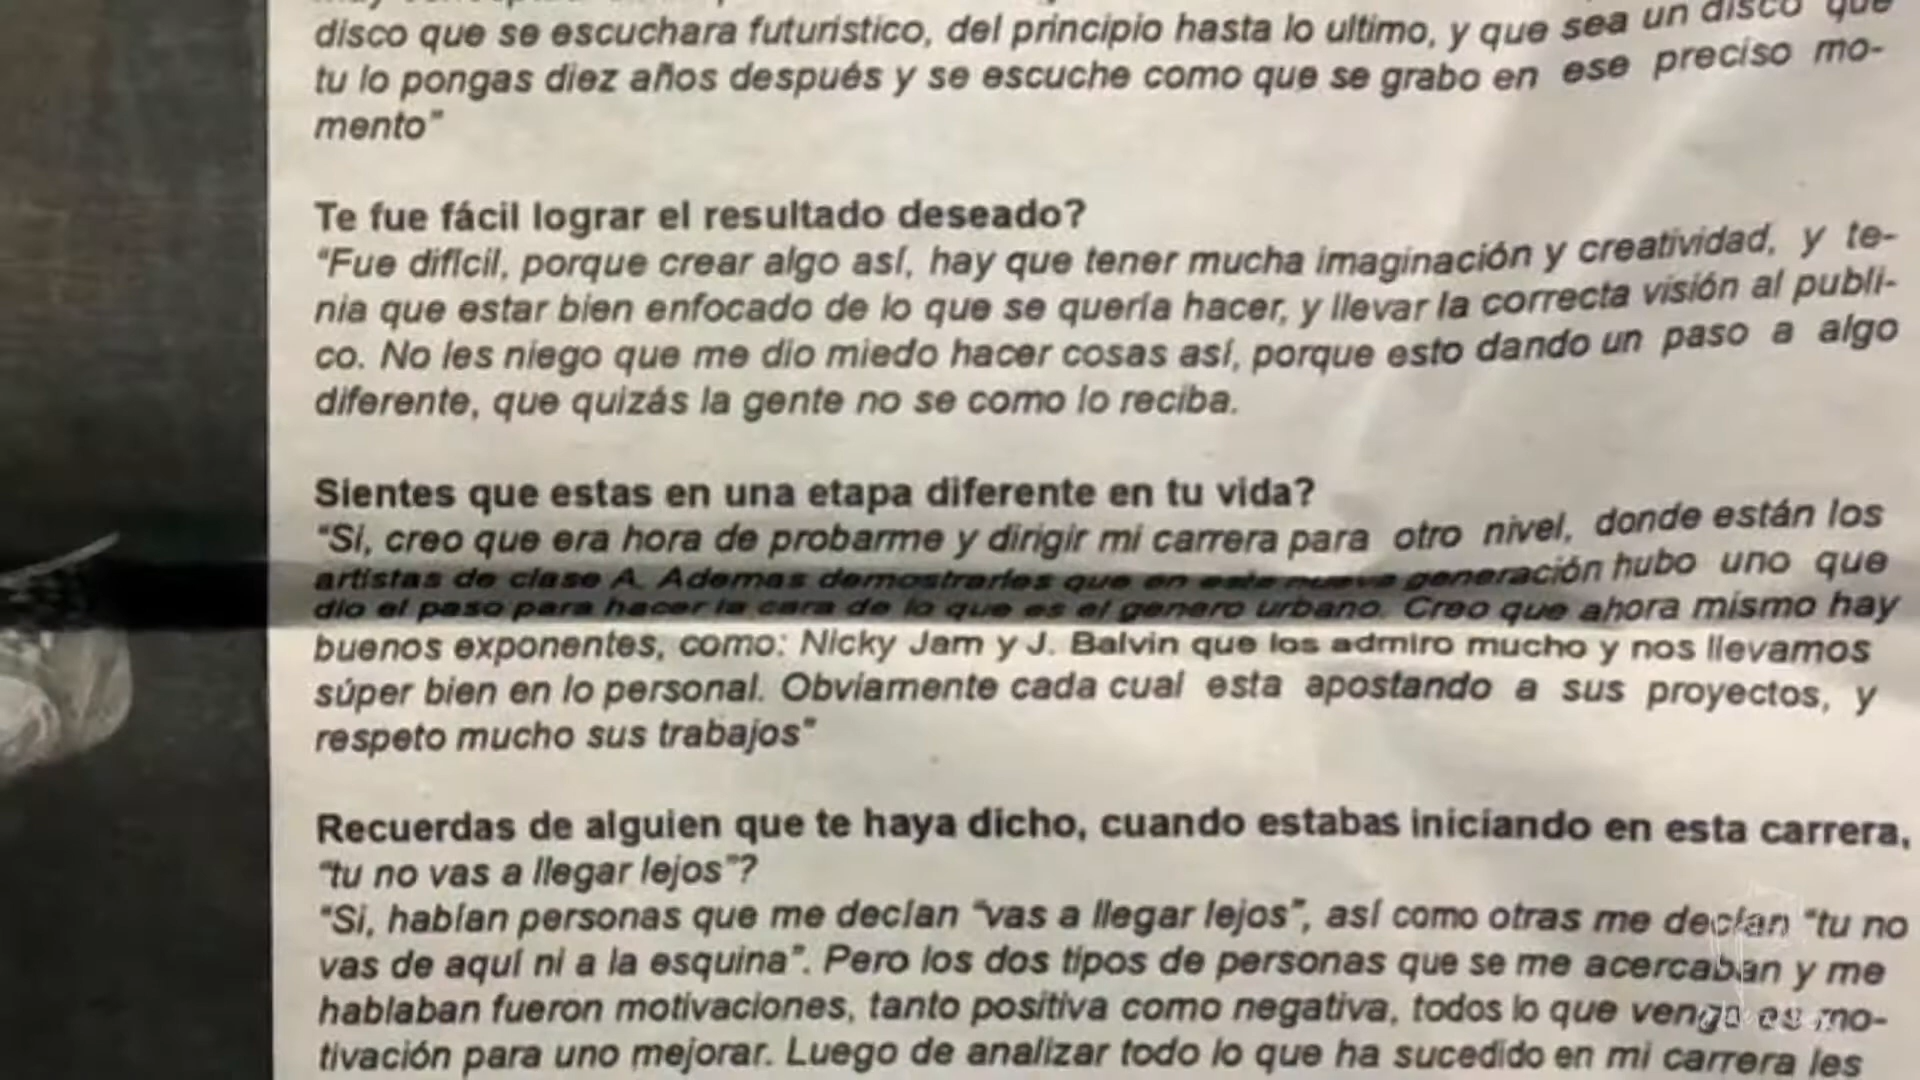 disco que se escuchara futuristico, del principio hasta lo ultimo, y que sea un disco que
tu lo pongas diez años después y se escuche como que se grabo en ese preciso mo-
mento"
Te fue fácil lograr el resultado deseado?
"Fue difícil, porque crear algo así, hay que tener mucha imaginación y creatividad, y te-
nia que estar bien enfocado de lo que se quería hacer, y llevar la correcta visión al publi-
co. No les niego que me dio miedo hacer cosas así, porque esto dando un paso a algo
diferente, que quizás la gente no se como lo reciba.
Sientes que estas en una etapa diferente en tu vida?
"Sí, creo que era hora de probarme y dirigir mi carrera para otro nivel, donde están los
artistas de clase A. Ademas demostrarles que en esta nueva generación hubo uno que
dio el paso para hacer la cara de lo que es el genero urbano. Creo que ahora mismo hay
buenos exponentes, como: Nicky Jam y J. Balvin que los admiro mucho y nos llevamos
súper bien en lo personal. Obviamente cada cual esta apostando a sus proyectos, y
respeto mucho sus trabajos"
Recuerdas de alguien que te haya dicho, cuando estabas iniciando en esta carrera,
"tu no vas a llegar lejos"?
"Si, habían personas que me decían "vas a llegar lejos", así como otras me decían "tu no
vas de aquí ni a la esquina". Pero los dos tipos de personas que se me acercaban y me
hablaban fueron motivaciones, tanto positiva como negativa, todos lo que venga es mo-
tivación para uno mejorar. Luego de analizar todo lo que ha sucedido en mi carrera les